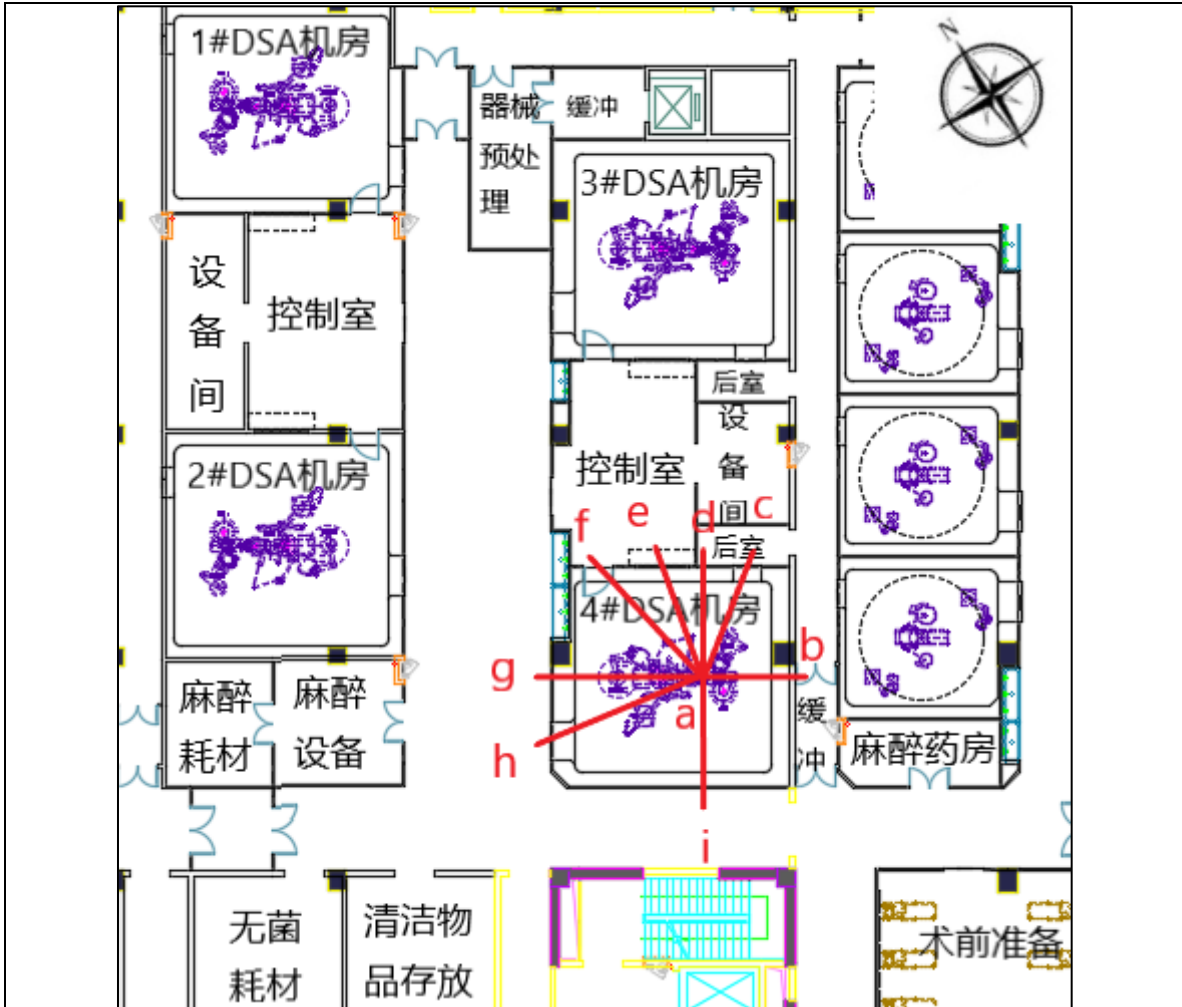 1#DSA机房
N
器械
预处
理
缓冲
3#DSA机房
设
备
间
控制室
后室
设
备
间
控制室
2#DSA机房
f
e
d
c
后室
4#DSA机房
g
b
a
h
i
麻醉
耗材
麻醉
设备
缓
冲
麻醉药房
无菌
耗材
清洁物
品存放
术前准备